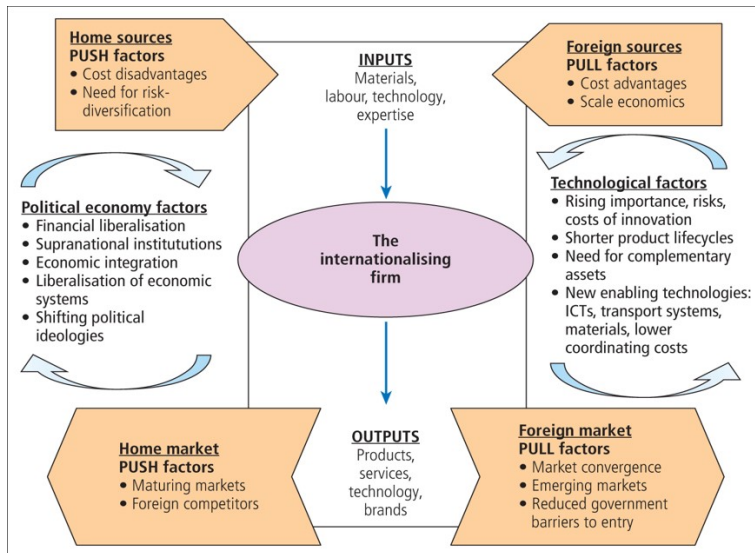 Home sources
PUSH factors
• Cost disadvantages
• Need for risk-
diversification
INPUTS
Materials,
labour, technology,
expertise
Foreign sources
PULL factors
• Cost advantages
• Scale economics
Political economy factors
• Financial liberalisation
• Supranational institututions
• Economic integration
• Liberalisation of economic
systems
• Shifting political
ideologies
The
internationalising
firm
Technological factors
• Rising importance, risks,
costs of innovation
• Shorter product lifecycles
• Need for complementary
assets
• New enabling technologies:
ICTs, transport systems,
materials, lower
coordinating costs
Home market
PUSH factors
• Maturing markets
• Foreign competitors
OUTPUTS
Products,
services,
technology,
brands
Foreign market
PULL factors
• Market convergence
• Emerging markets
• Reduced government
barriers to entry